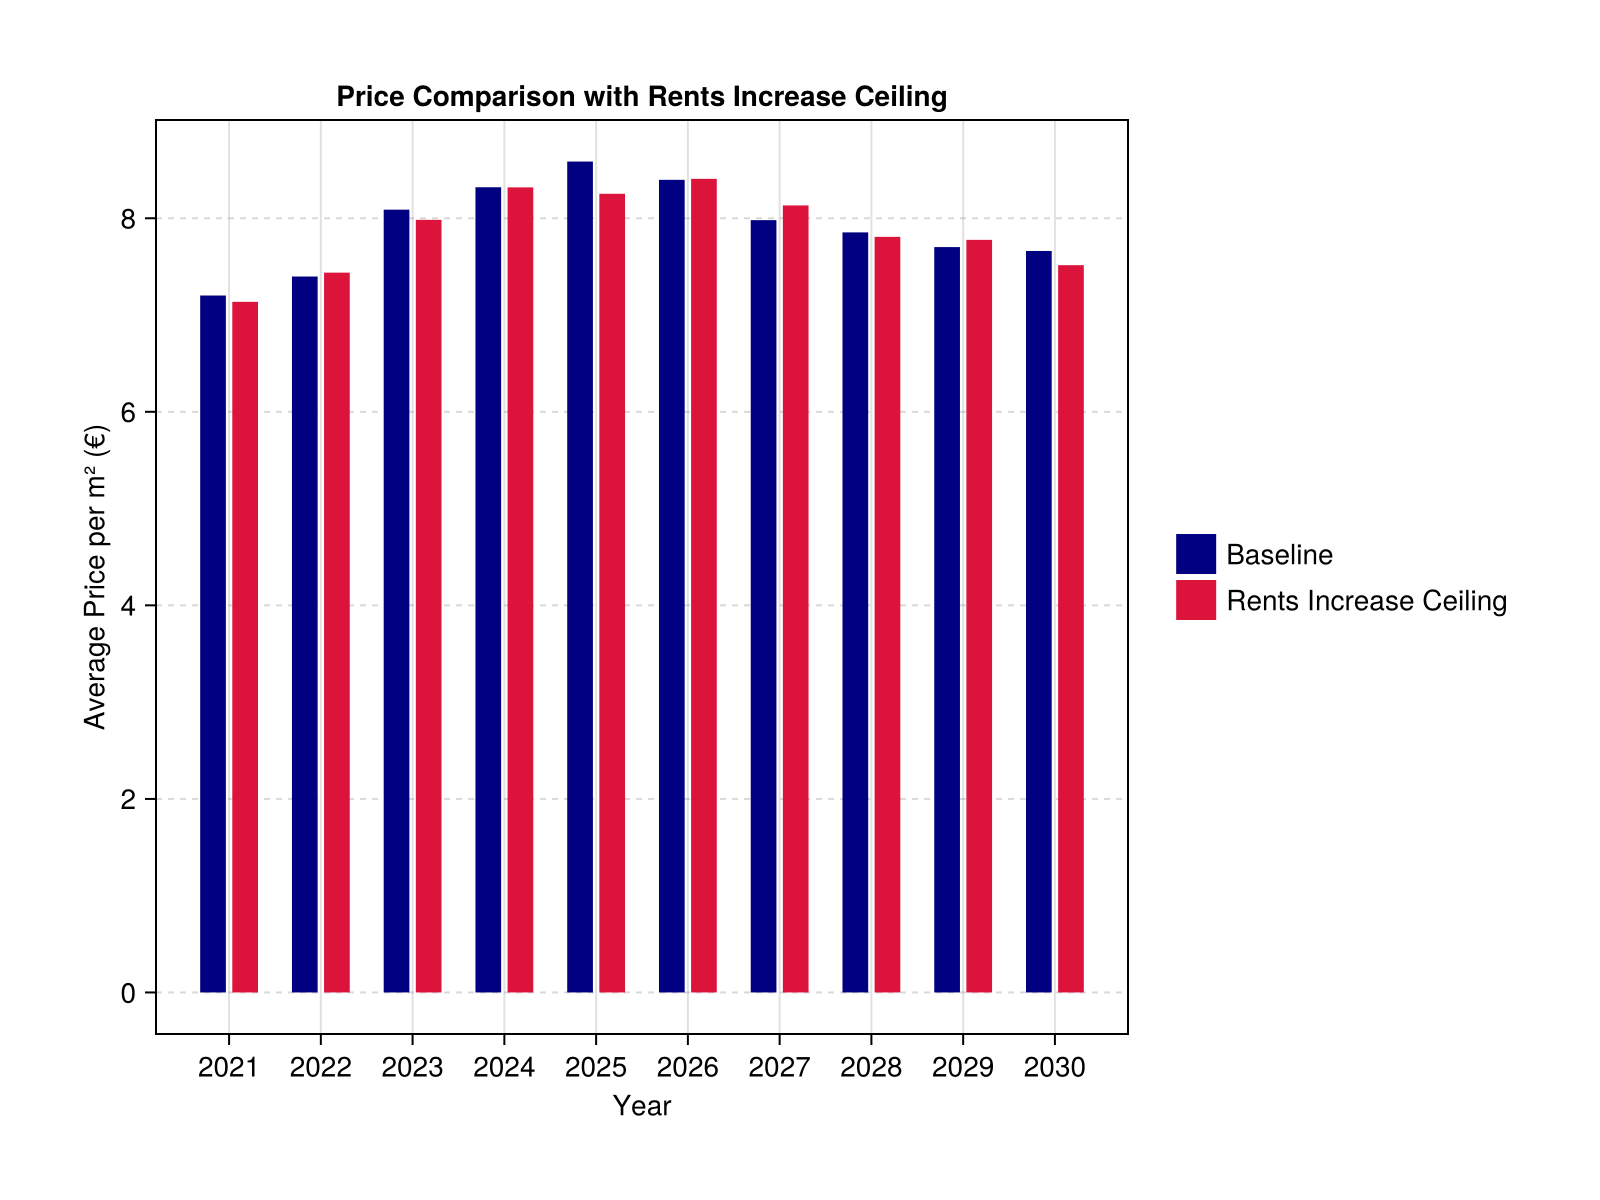 Price Comparison with Rents Increase Ceiling
Average Price per m² (€)
8
6
4
2
0
2021 2022 2023 2024 2025 2026 2027 2028 2029 2030
Year
Baseline
Rents Increase Ceiling